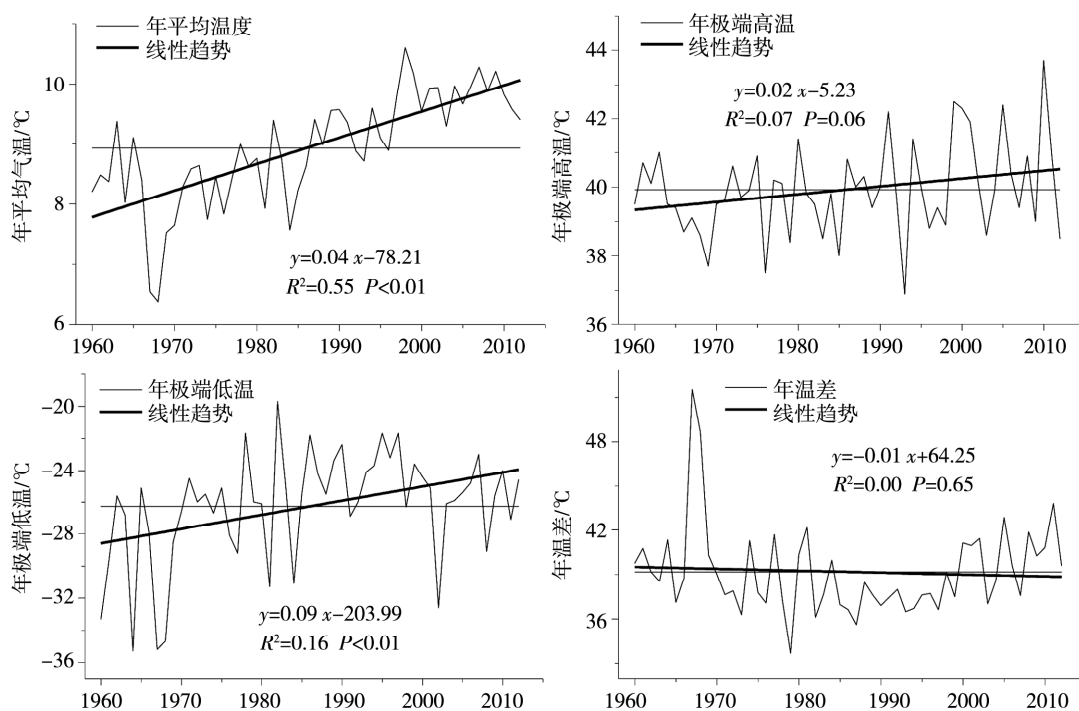 年平均温度
线性趋势
年平均气温/℃
10
8
6
y=0.04 x−78.21
R²=0.55 P<0.01
1960 1970 1980 1990 2000 2010
年极端高温
线性趋势
年极端高温/℃
44
42
40
38
36
y=0.02 x−5.23
R²=0.07 P=0.06
1960 1970 1980 1990 2000 2010
年极端低温
线性趋势
年极端低温/℃
−20
−24
−28
−32
−36
y=0.09 x−203.99
R²=0.16 P<0.01
1960 1970 1980 1990 2000 2010
年温差
线性趋势
年温差/℃
48
42
36
y=−0.01 x+64.25
R²=0.00 P=0.65
1960 1970 1980 1990 2000 2010